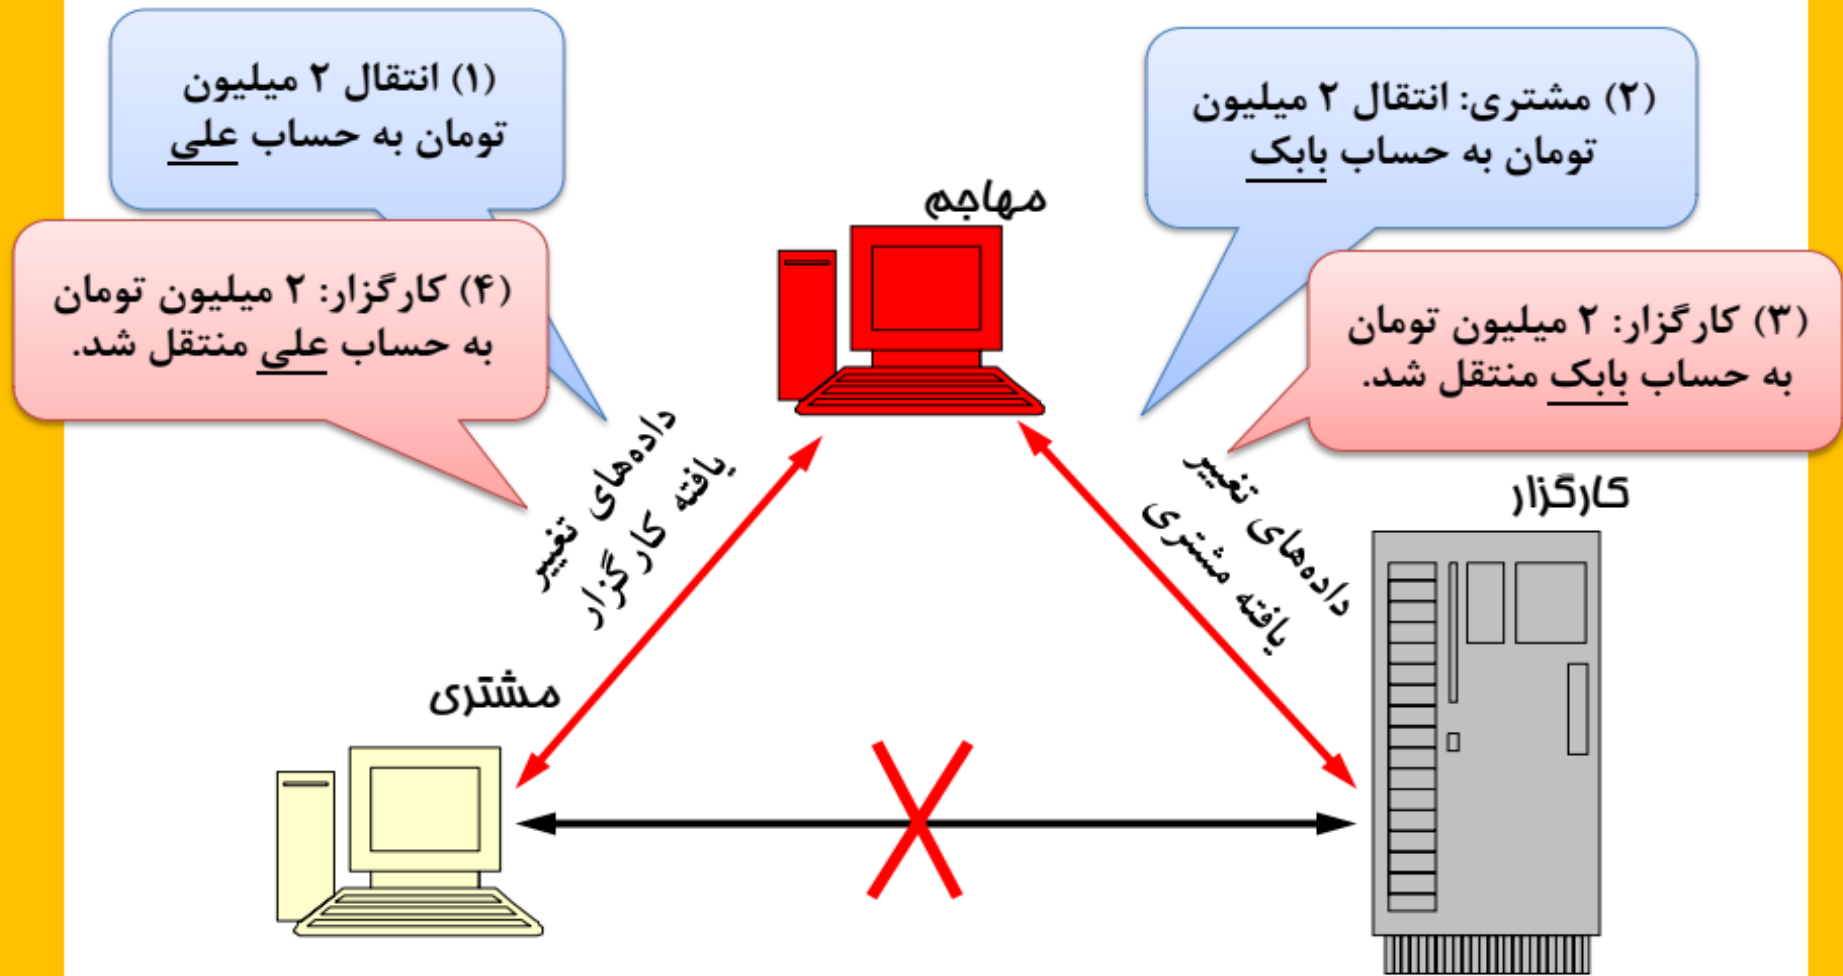 (۱) انتقال ۲ میلیون
تومان به حساب علی
(۲) مشتری: انتقال ۲ میلیون
تومان به حساب بابک
مهاجم
(۴) کارگزار: ۲ میلیون تومان
به حساب علی منتقل شد.
(۳) کارگزار: ۲ میلیون تومان
به حساب بابک منتقل شد.
داده‌های تغییر
یافته کارگزار
داده‌های تغییر
یافته مشتری
کارگزار
مشتری